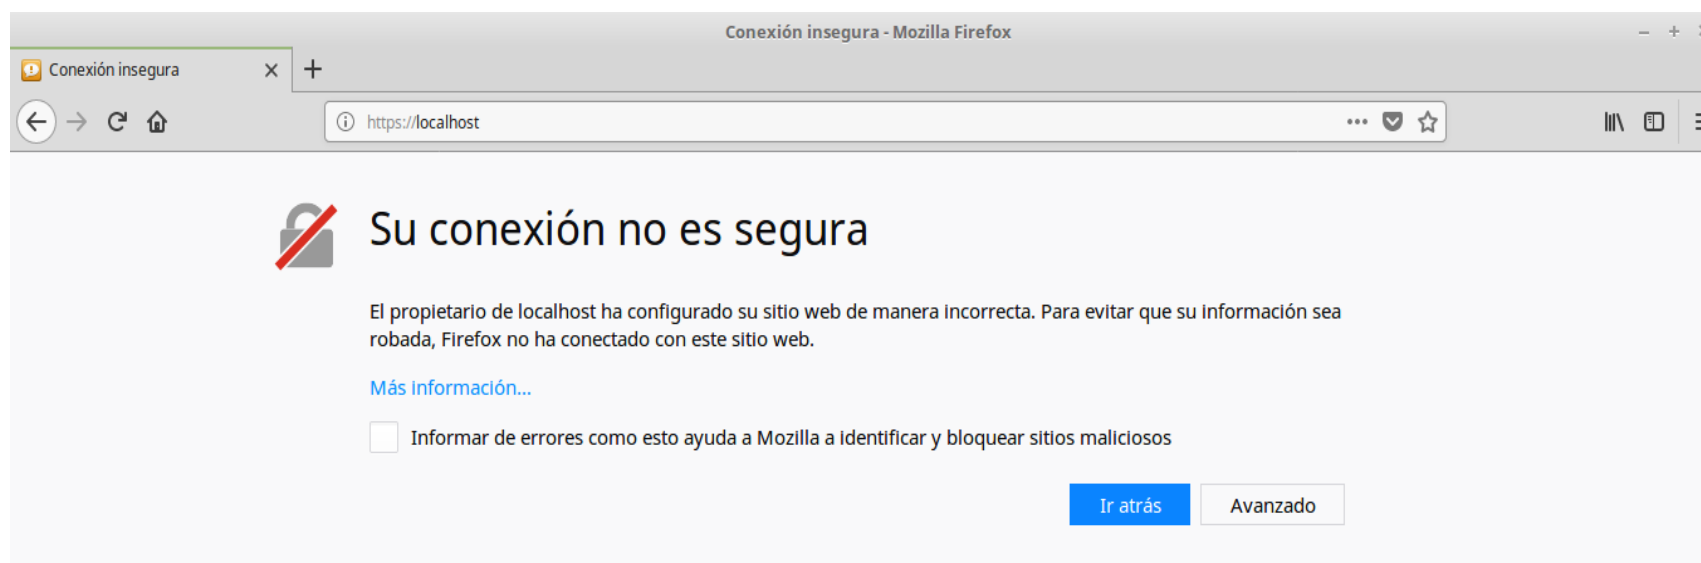 Conexión insegura - Mozilla Firefox
Conexión insegura
https://localhost
Su conexión no es segura
El propietario de localhost ha configurado su sitio web de manera incorrecta. Para evitar que su información sea
robada, Firefox no ha conectado con este sitio web.
Más información...
Informar de errores como esto ayuda a Mozilla a identificar y bloquear sitios maliciosos
Ir atrás Avanzado